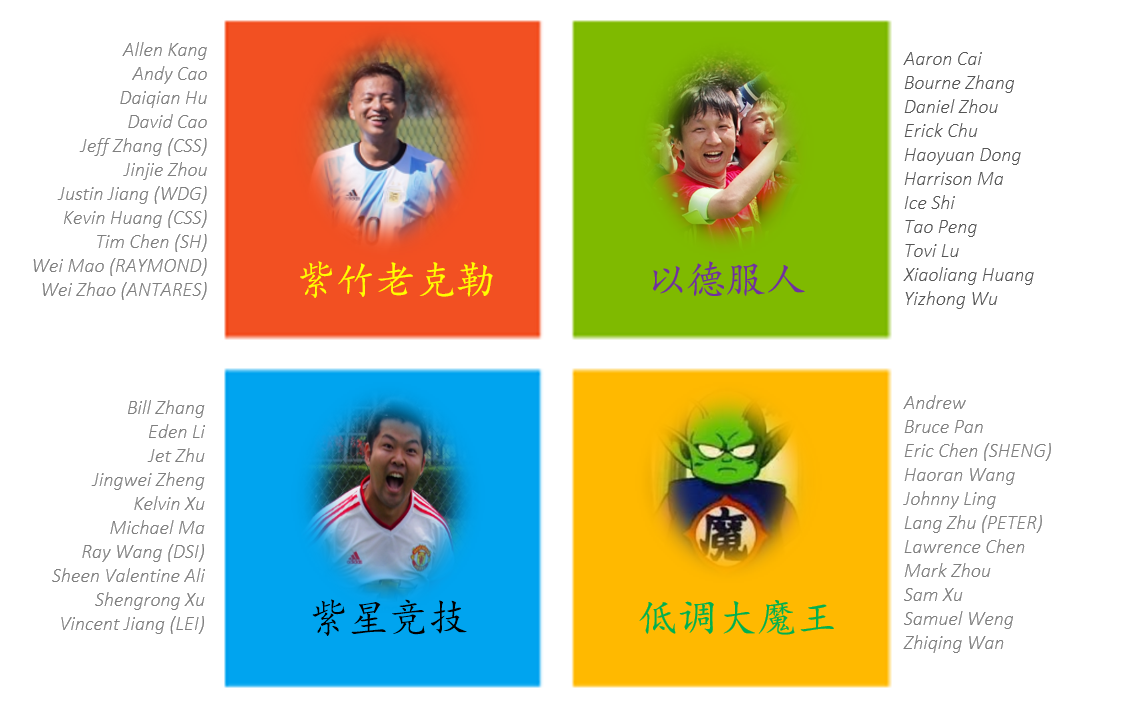 Allen Kang
Andy Cao
Daiqian Hu
David Cao
Jeff Zhang (CSS)
Jinjie Zhou
Justin Jiang (WDG)
Kevin Huang (CSS)
Tim Chen (SH)
Wei Mao (RAYMOND)
Wei Zhao (ANTARES)
10
紫竹老克勒
以德服人
Aaron Cai
Bourne Zhang
Daniel Zhou
Erick Chu
Haoyuan Dong
Harrison Ma
Ice Shi
Tao Peng
Tovi Lu
Xiaoliang Huang
Yizhong Wu
Bill Zhang
Eden Li
Jet Zhu
Jingwei Zheng
Kelvin Xu
Michael Ma
Ray Wang (DSI)
Sheen Valentine Ali
Shengrong Xu
Vincent Jiang (LEI)
紫星竞技
魔
低调大魔王
Andrew
Bruce Pan
Eric Chen (SHENG)
Haoran Wang
Johnny Ling
Lang Zhu (PETER)
Lawrence Chen
Mark Zhou
Sam Xu
Samuel Weng
Zhiqing Wan